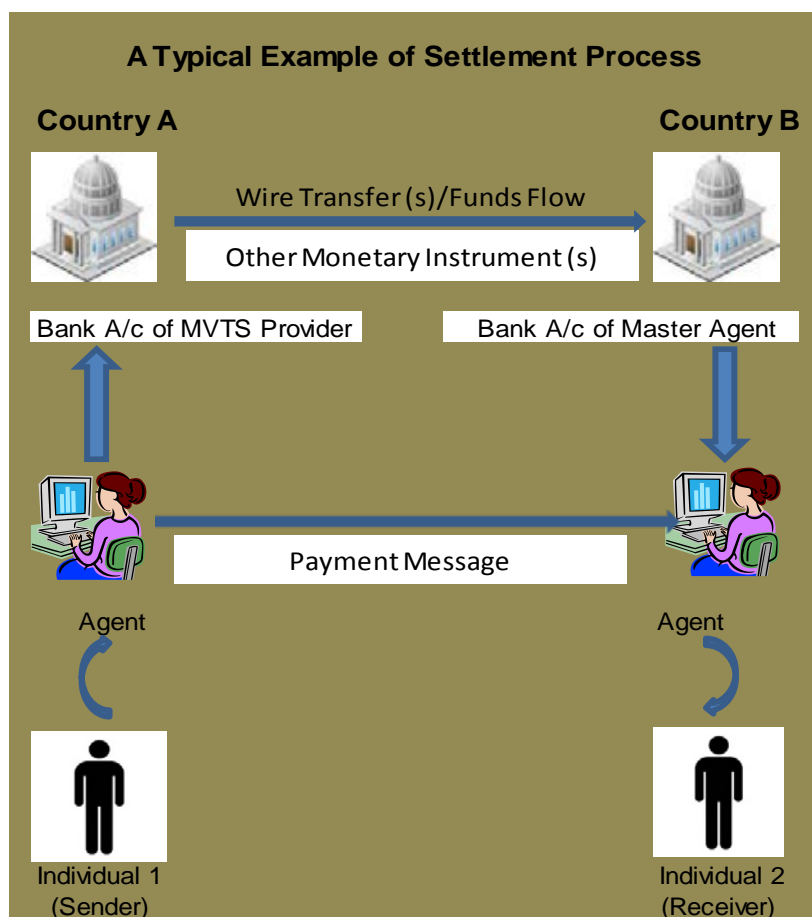 A Typical Example of Settlement Process
Country A
Country B
Wire Transfer (s)/Funds Flow
Other Monetary Instrument (s)
Bank A/c of MVTS Provider
Bank A/c of Master Agent
Payment Message
Agent
Agent
Individual 1
(Sender)
Individual 2
(Receiver)